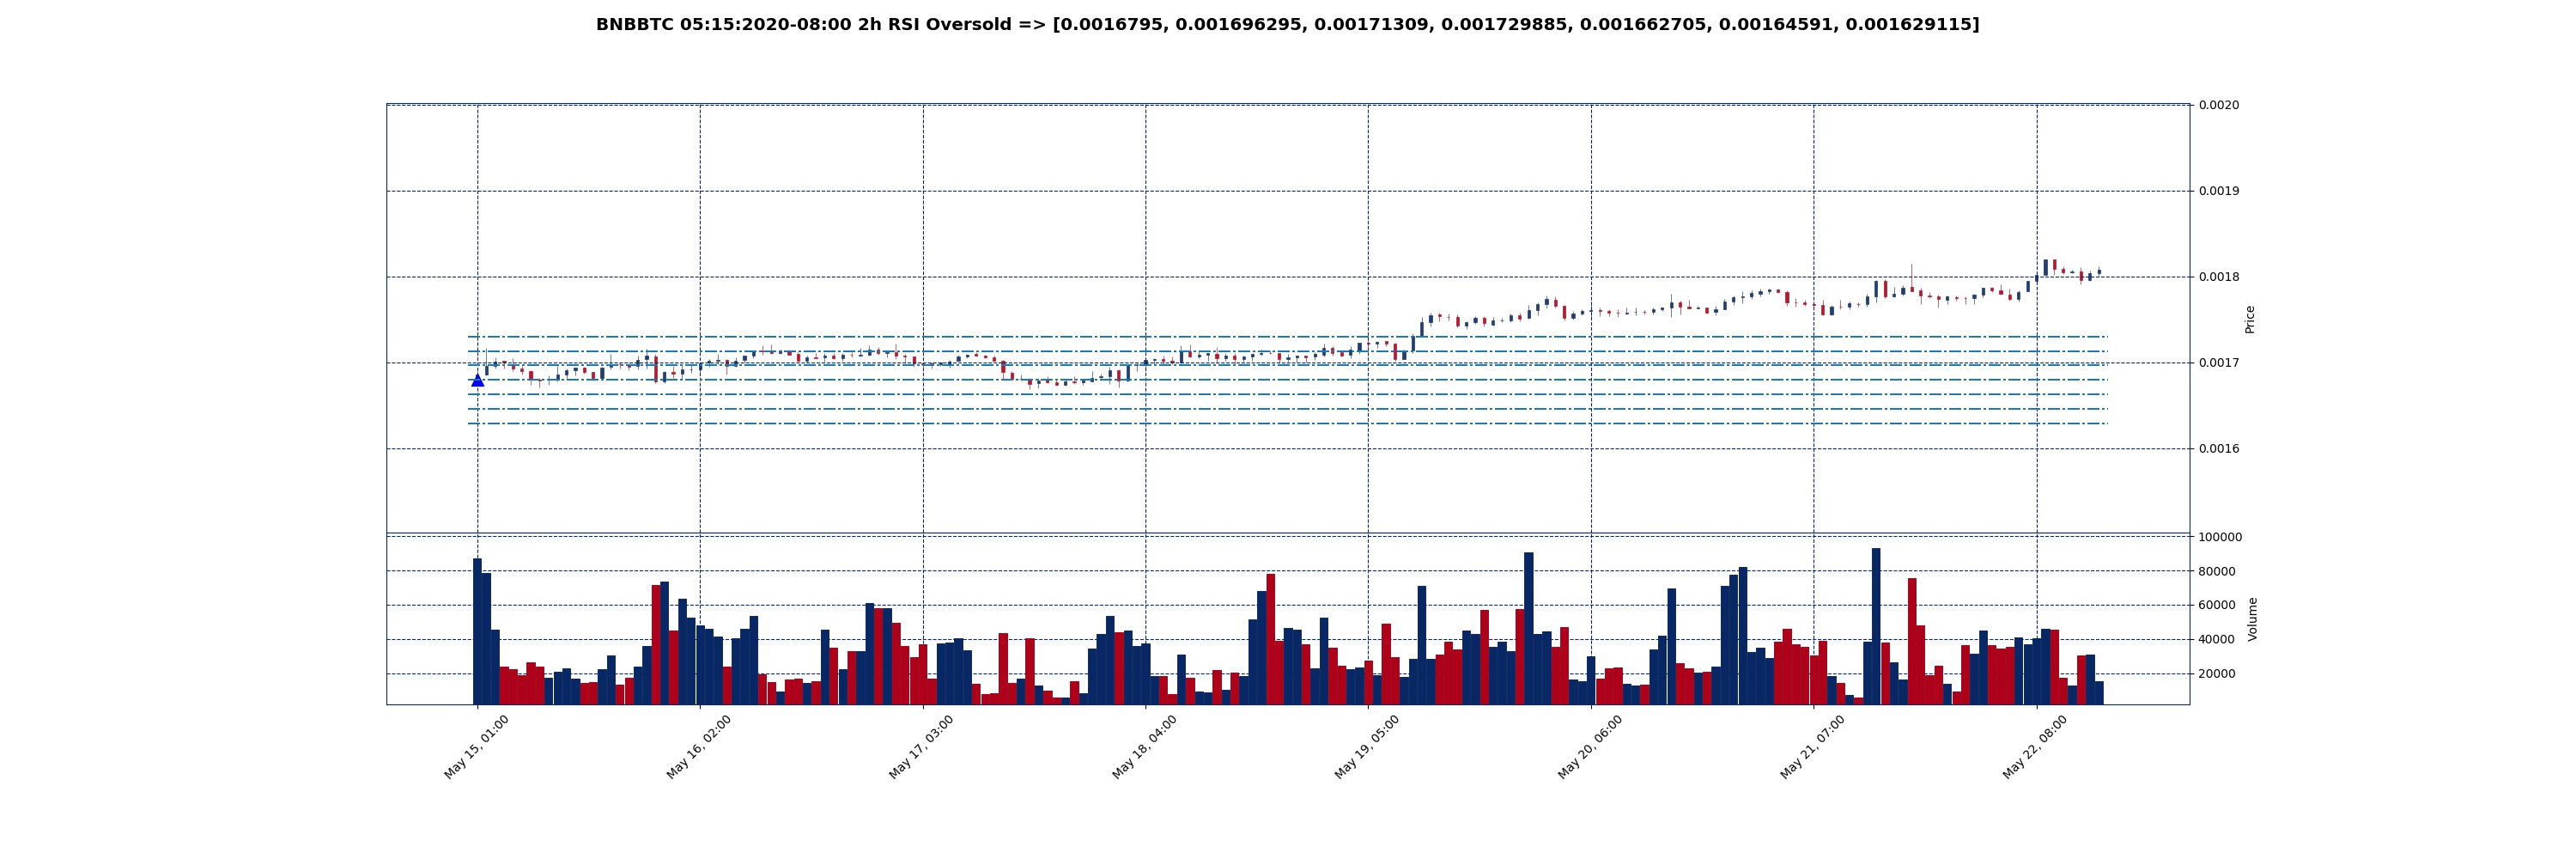 BNBBTC 05:15:2020-08:00 2h RSI Oversold => [0.0016795, 0.001696295, 0.00171309, 0.001729885, 0.001662705, 0.00164591, 0.001629115]
0.0020
0.0019
0.0018
0.0017
0.0016
Price
100000
80000
60000
40000
20000
Volume
May 15, 01:00
May 16, 02:00
May 17, 03:00
May 18, 04:00
May 19, 05:00
May 20, 06:00
May 21, 07:00
May 22, 08:00